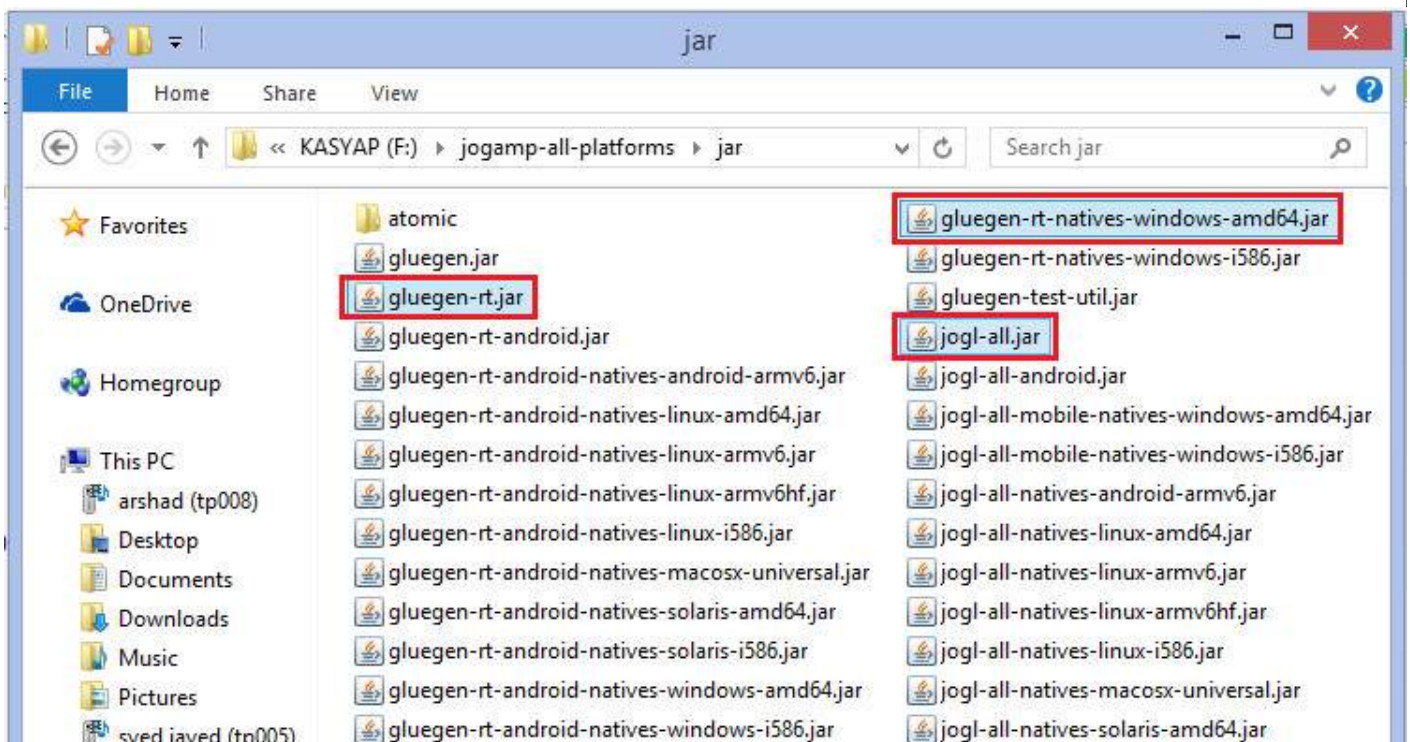 jar
File Home Share View
« KASYAP (F:) jogamp-all-platforms jar Search jar
Favorites
OneDrive
Homegroup
This PC
arshad (tp008)
Desktop
Documents
Downloads
Music
Pictures
syed javed (tp005)
atomic
gluegen.jar
gluegen-rt.jar
gluegen-rt-android.jar
gluegen-rt-android-natives-android-armv6.jar
gluegen-rt-android-natives-linux-amd64.jar
gluegen-rt-android-natives-linux-armv6.jar
gluegen-rt-android-natives-linux-armv6hf.jar
gluegen-rt-android-natives-linux-i586.jar
gluegen-rt-android-natives-macosx-universal.jar
gluegen-rt-android-natives-solaris-amd64.jar
gluegen-rt-android-natives-solaris-i586.jar
gluegen-rt-android-natives-windows-amd64.jar
gluegen-rt-android-natives-windows-i586.jar
gluegen-rt-natives-windows-amd64.jar
gluegen-rt-natives-windows-i586.jar
gluegen-test-util.jar
jogl-all.jar
jogl-all-android.jar
jogl-all-mobile-natives-windows-amd64.jar
jogl-all-mobile-natives-windows-i586.jar
jogl-all-natives-android-armv6.jar
jogl-all-natives-linux-amd64.jar
jogl-all-natives-linux-armv6.jar
jogl-all-natives-linux-armv6hf.jar
jogl-all-natives-linux-i586.jar
jogl-all-natives-macosx-universal.jar
jogl-all-natives-solaris-amd64.jar